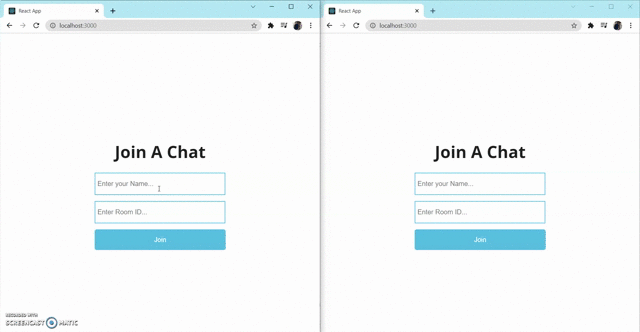 React App
localhost:3000
Join A Chat
Enter your Name...
Enter Room ID...
Join
RECORDED WITH
SCREENCAST MATIC
React App
localhost:3000
Join A Chat
Enter your Name...
Enter Room ID...
Join